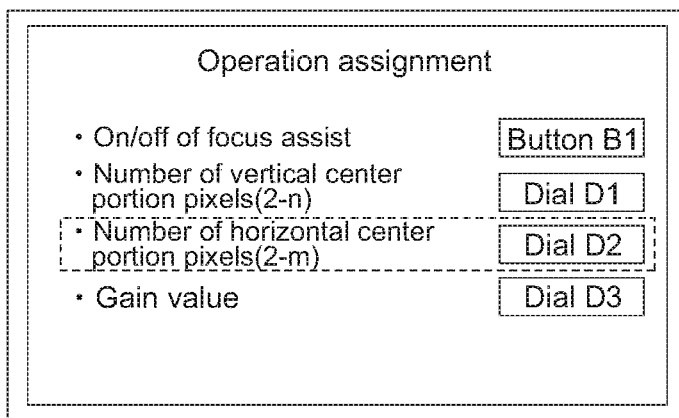 Operation assignment
・On/off of focus assist Button B1
・Number of vertical center
portion pixels(2-n) Dial D1
・Number of horizontal center
portion pixels(2-m) Dial D2
・Gain value Dial D3